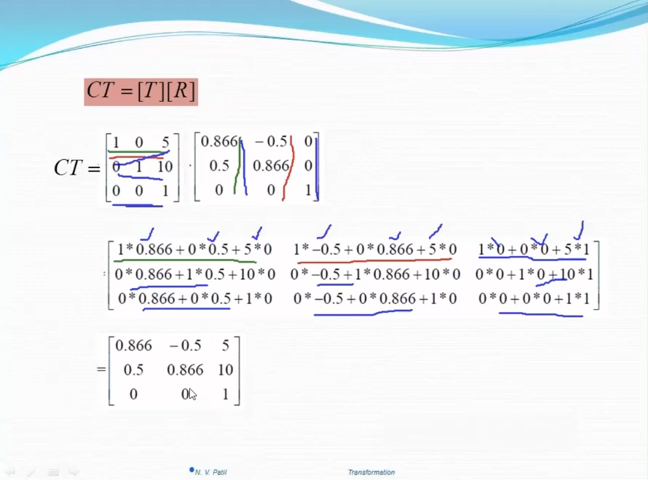 CT = [T][R]
CT = [1 0 5; 0 1 10; 0 0 1] · [0.866 −0.5 0; 0.5 0.866 0; 0 0 1]
1*0.866+0*0.5+5*0 1*−0.5+0*0.866+5*0 1*0+0*0+5*1
0*0.866+1*0.5+10*0 0*−0.5+1*0.866+10*0 0*0+1*0+10*1
0*0.866+0*0.5+1*0 0*−0.5+0*0.866+1*0 0*0+0*0+1*1
= [0.866 −0.5 5
0.5 0.866 10
0 0 1]
N. V. Patil Transformation